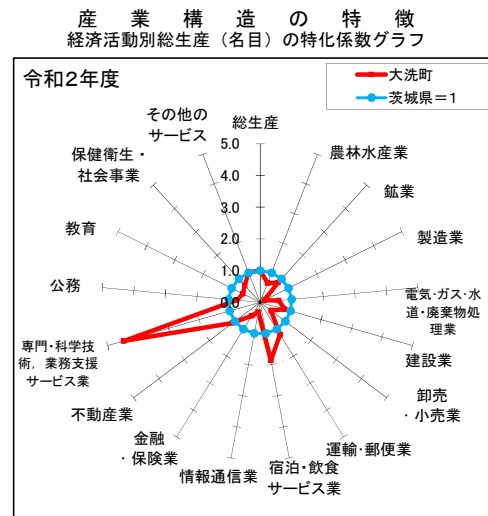 産業構造の特徴
経済活動別総生産（名目）の特化係数グラフ
令和2年度
大洗町
茨城県＝1
総生産
5.0
4.0
3.0
2.0
1.0
0.0
農林水産業
鉱業
製造業
電気・ガス・水
道・廃棄物処
理業
建設業
卸売
・小売業
運輸・郵便業
宿泊・飲食
サービス業
情報通信業
金融
・保険業
不動産業
専門・科学技
術，業務支援
サービス業
公務
教育
保健衛生・
社会事業
その他の
サービス